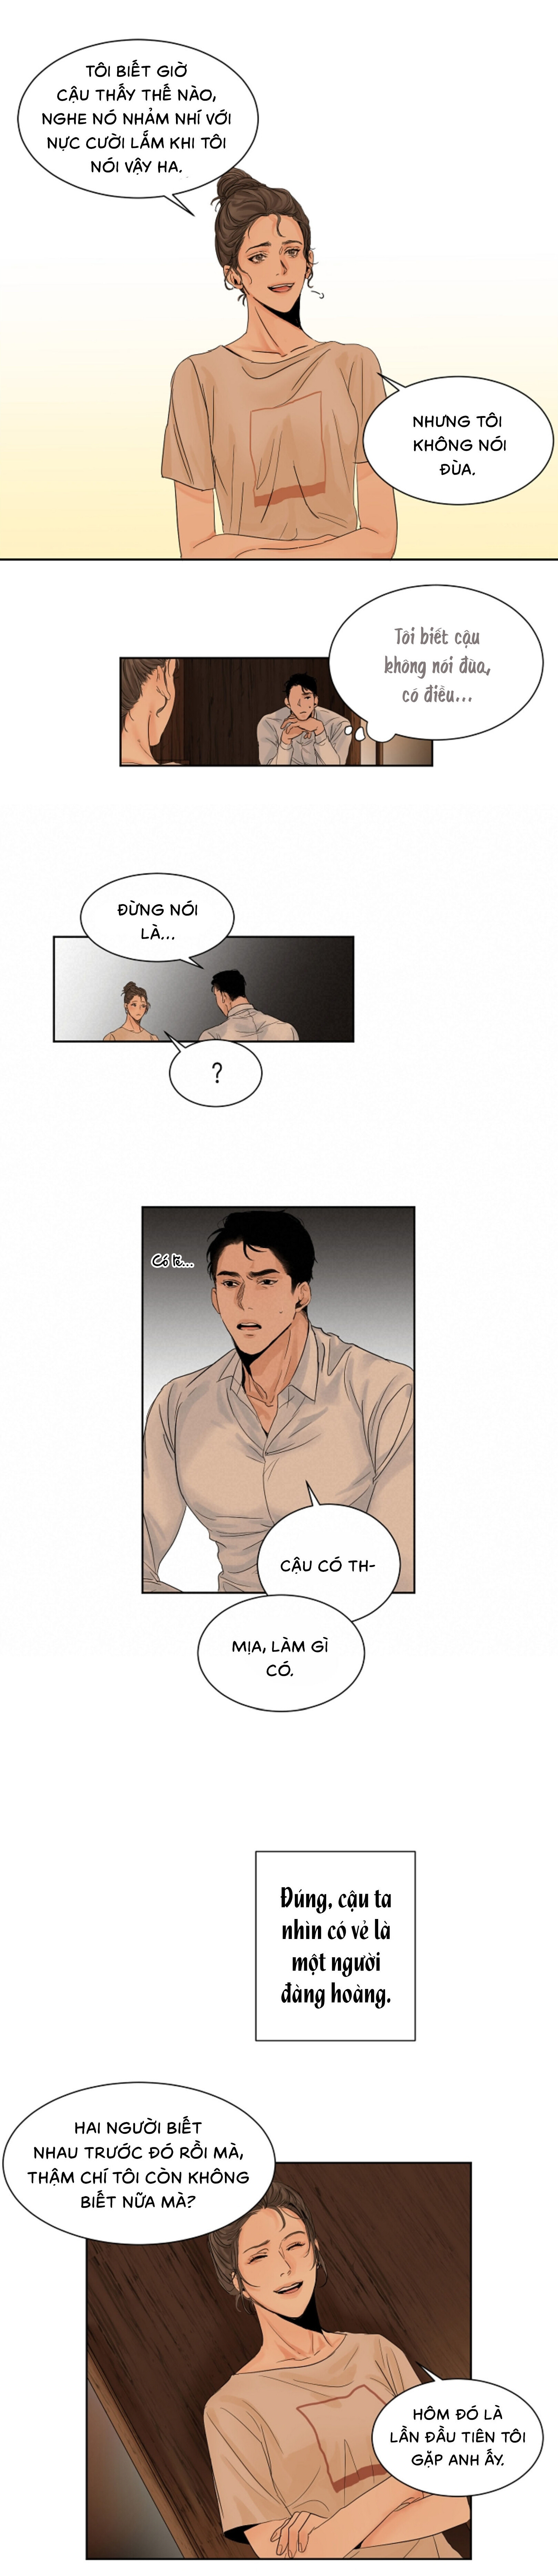 TÔI BIẾT GIỜ
CẬU THẤY THẾ NÀO,
NGHE NÓ NHẢM NHÍ VỚI
NỰC CƯỜI LẮM KHI TÔI
NÓI VẬY HA.
NHƯNG TÔI
KHÔNG NÓI
ĐÙA.
Tôi biết cậu
không nói đùa,
có điều...
ĐỪNG NÓI
LÀ...
?
Có lẽ...
CẬU CÓ TH-
MỊA, LÀM GÌ
CÓ.
Đúng, cậu ta
nhìn có vẻ là
một người
đàng hoàng.
HAI NGƯỜI BIẾT
NHAU TRƯỚC ĐÓ RỒI MÀ,
THẬM CHÍ TÔI CÒN KHÔNG
BIẾT NỮA MÀ?
HÔM ĐÓ LÀ
LẦN ĐẦU TIÊN TÔI
GẶP ANH ẤY.